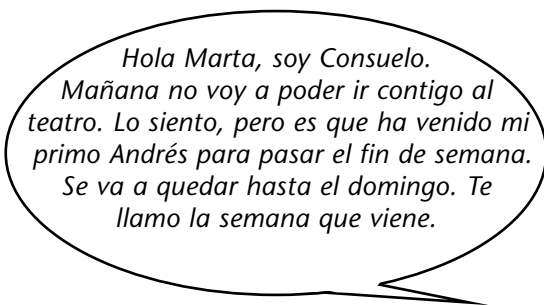 Hola Marta, soy Consuelo.
Mañana no voy a poder ir contigo al
teatro. Lo siento, pero es que ha venido mi
primo Andrés para pasar el fin de semana.
Se va a quedar hasta el domingo. Te
llamo la semana que viene.